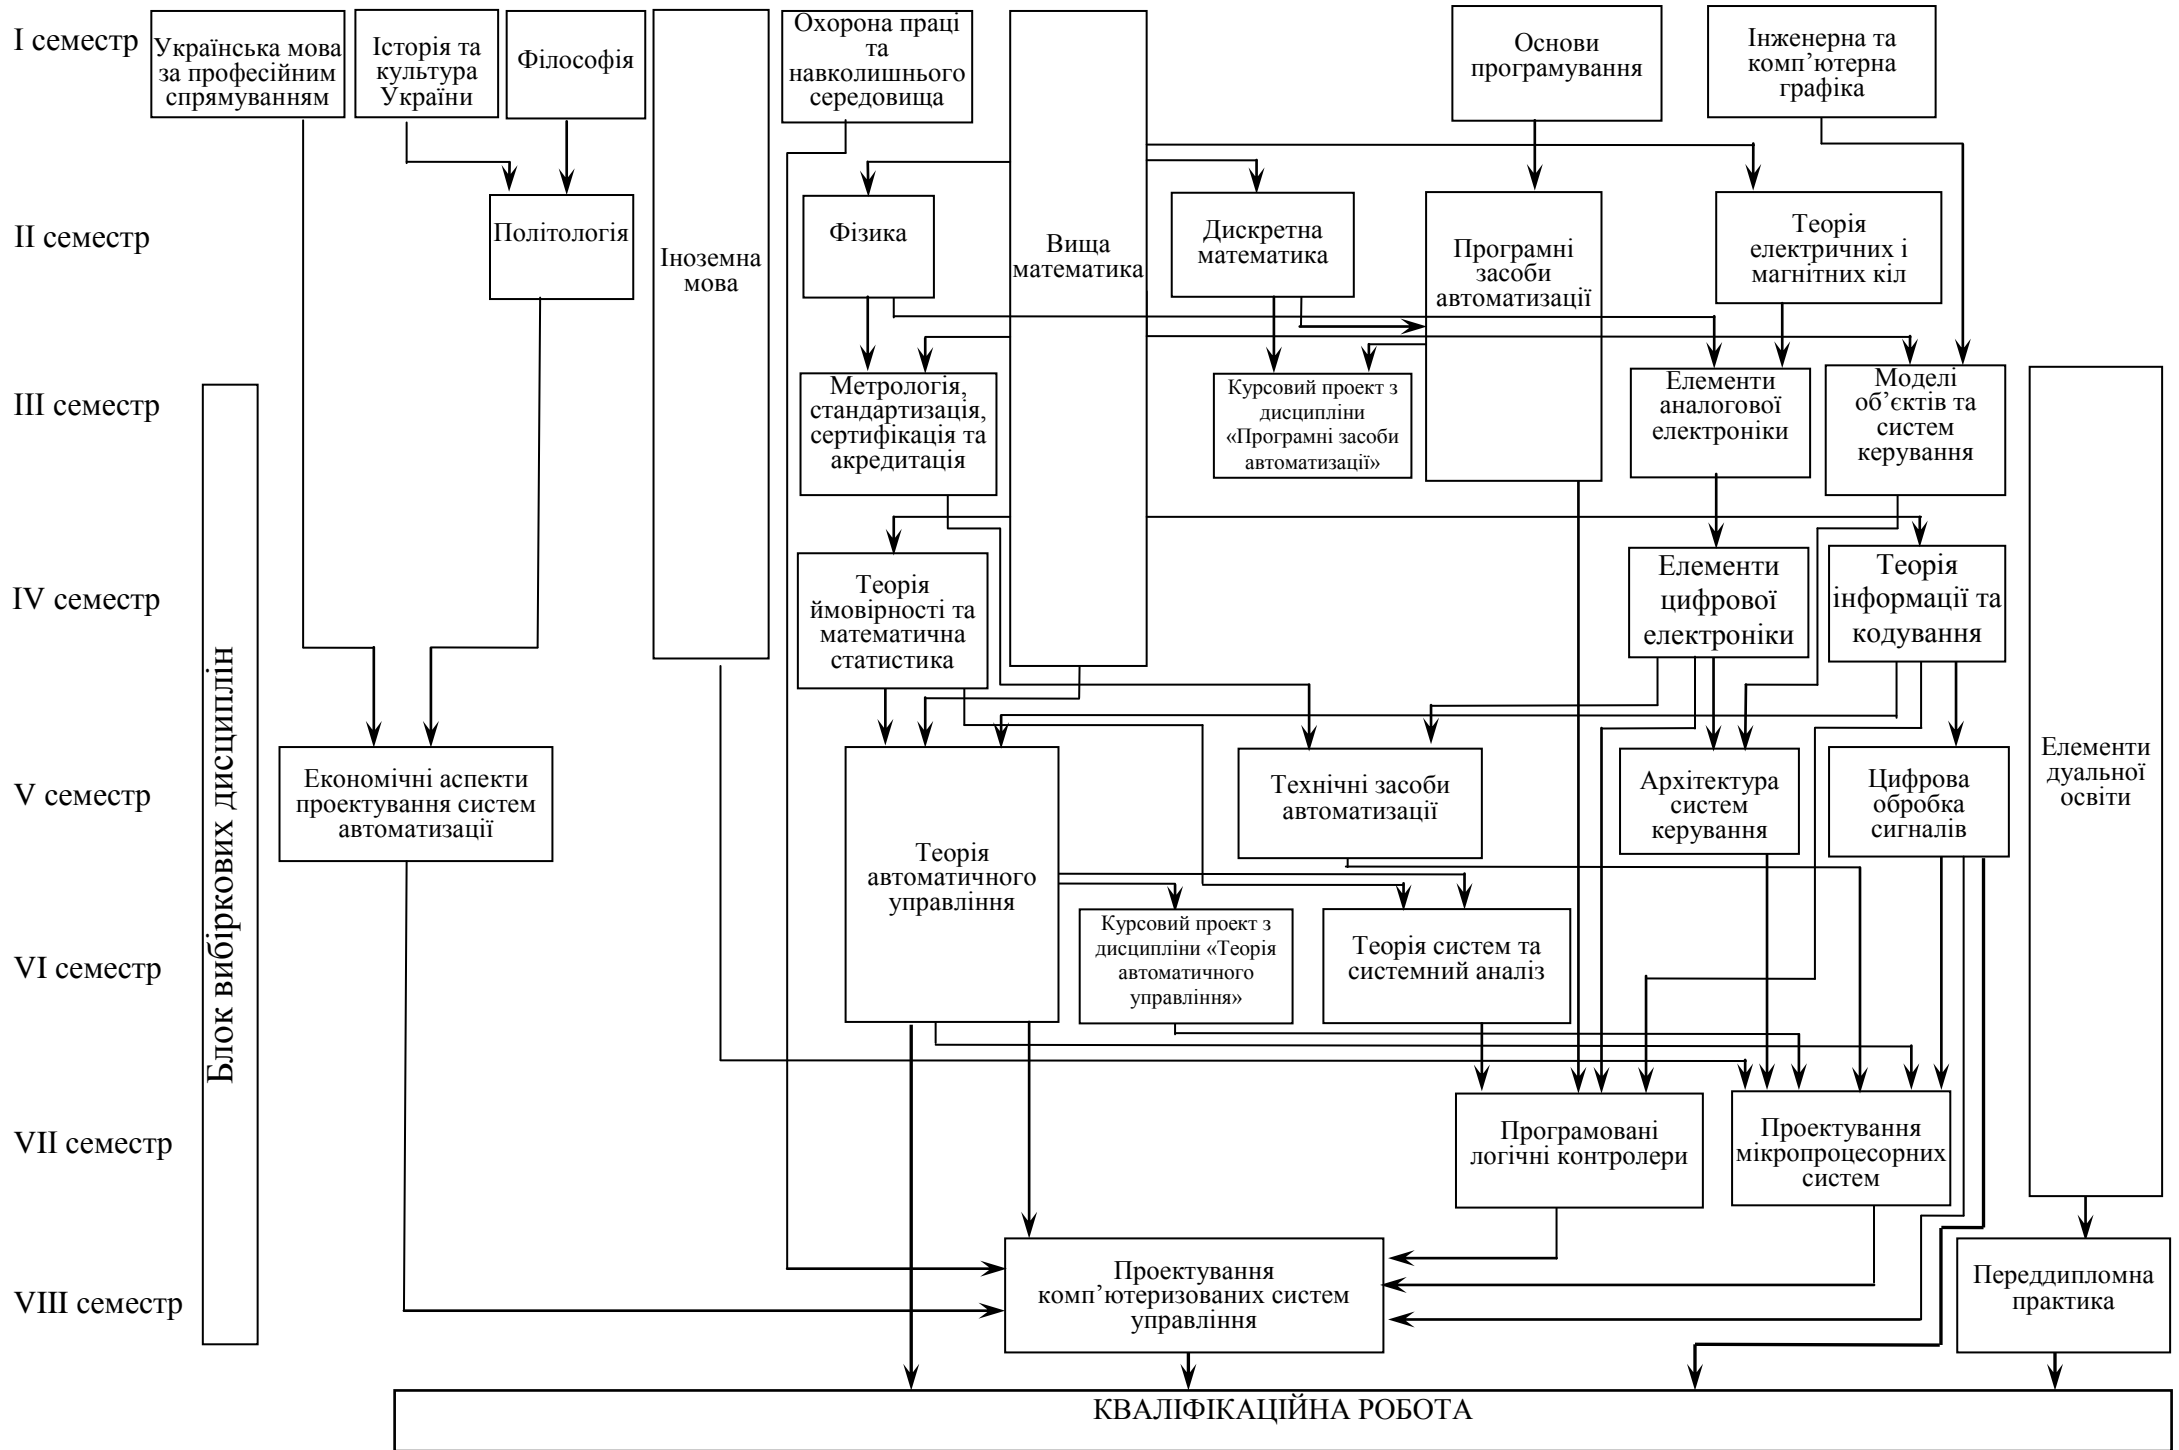 І семестр
Українська мова
за професійним
спрямуванням
Історія та
культура
України
Філософія
Охорона праці
та
навколишнього
середовища
Основи
програмування
Інженерна та
комп’ютерна
графіка
ІІ семестр
Політологія
Іноземна
мова
Фізика
Вища
математика
Дискретна
математика
Програмні
засоби
автоматизації
Теорія
електричних і
магнітних кіл
ІІІ семестр
Метрологія,
стандартизація,
сертифікація та
акредитація
Курсовий проект з
дисципліни
«Програмні засоби
автоматизації»
Елементи
аналогової
електроніки
Моделі
об’єктів та
систем
керування
IV семестр
Теорія
ймовірності та
математична
статистика
Елементи
цифрової
електроніки
Теорія
інформації та
кодування
Блок вибіркових дисциплін
V семестр
Економічні аспекти
проектування систем
автоматизації
Теорія
автоматичного
управління
Технічні засоби
автоматизації
Архітектура
систем
керування
Цифрова
обробка
сигналів
Елементи
дуальної
освіти
VI семестр
Курсовий проект з
дисципліни «Теорія
автоматичного
управління»
Теорія систем та
системний аналіз
VII семестр
Програмовані
логічні контролери
Проектування
мікропроцесорних
систем
VIII семестр
Проектування
комп’ютеризованих систем
управління
Переддипломна
практика
КВАЛІФІКАЦІЙНА РОБОТА